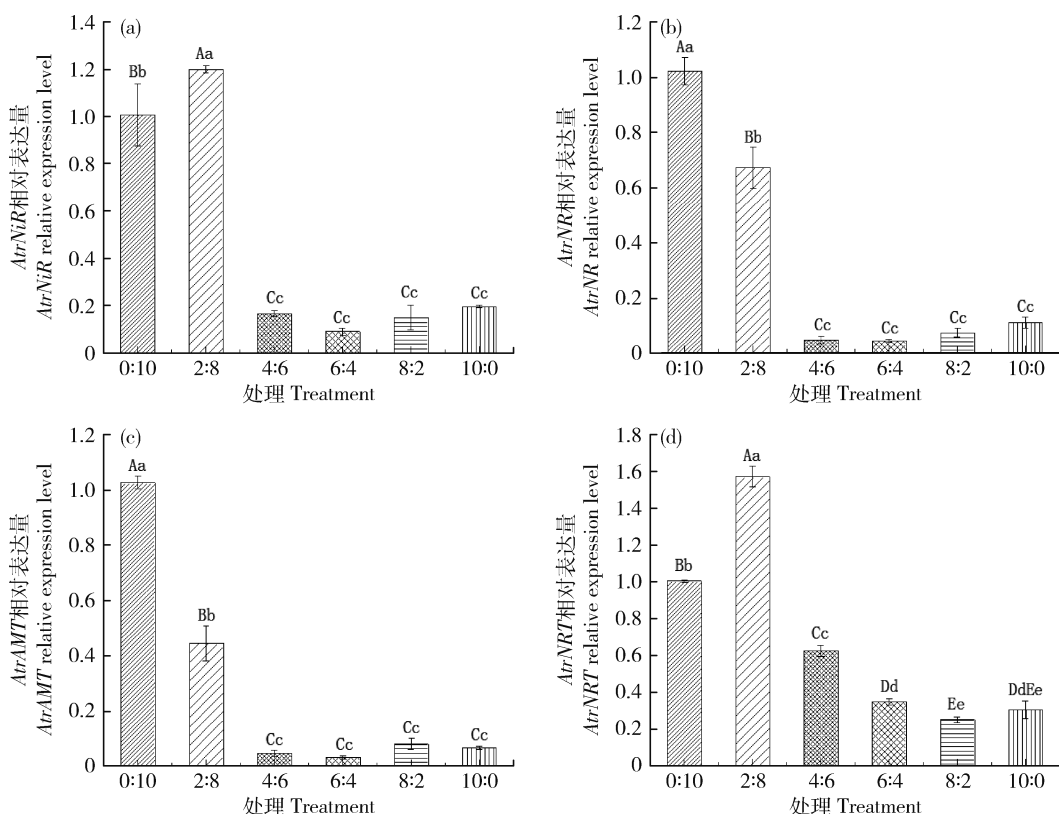 (a)
AtrNiR相对表达量
AtrNiR relative expression level
1.4
1.2
1.0
0.8
0.6
0.4
0.2
0
Bb
Aa
Cc
Cc
Cc
Cc
0:10
2:8
4:6
6:4
8:2
10:0
处理 Treatment
(b)
AtrNR相对表达量
AtrNR relative expression level
1.2
1.0
0.8
0.6
0.4
0.2
0
Aa
Bb
Cc
Cc
Cc
Cc
0:10
2:8
4:6
6:4
8:2
10:0
处理 Treatment
(c)
AtrAMT相对表达量
AtrAMT relative expression level
1.2
1.0
0.8
0.6
0.4
0.2
0
Aa
Bb
Cc
Cc
Cc
Cc
0:10
2:8
4:6
6:4
8:2
10:0
处理 Treatment
(d)
AtrNRT相对表达量
AtrNRT relative expression level
1.8
1.6
1.4
1.2
1.0
0.8
0.6
0.4
0.2
0
Bb
Aa
Cc
Dd
Ee
DdEe
0:10
2:8
4:6
6:4
8:2
10:0
处理 Treatment